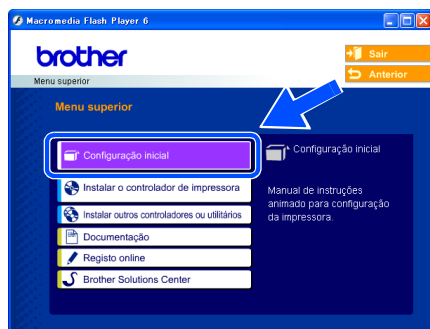 Macromedia Flash Player 6
brother
Sair
Anterior
Menu superior
Menu superior
Configuração inicial
Instalar o controlador de impressora
Instalar outros controladores ou utilitários
Documentação
Registo online
Brother Solutions Center
Configuração inicial
Manual de instruções
animado para configuração
da impressora.